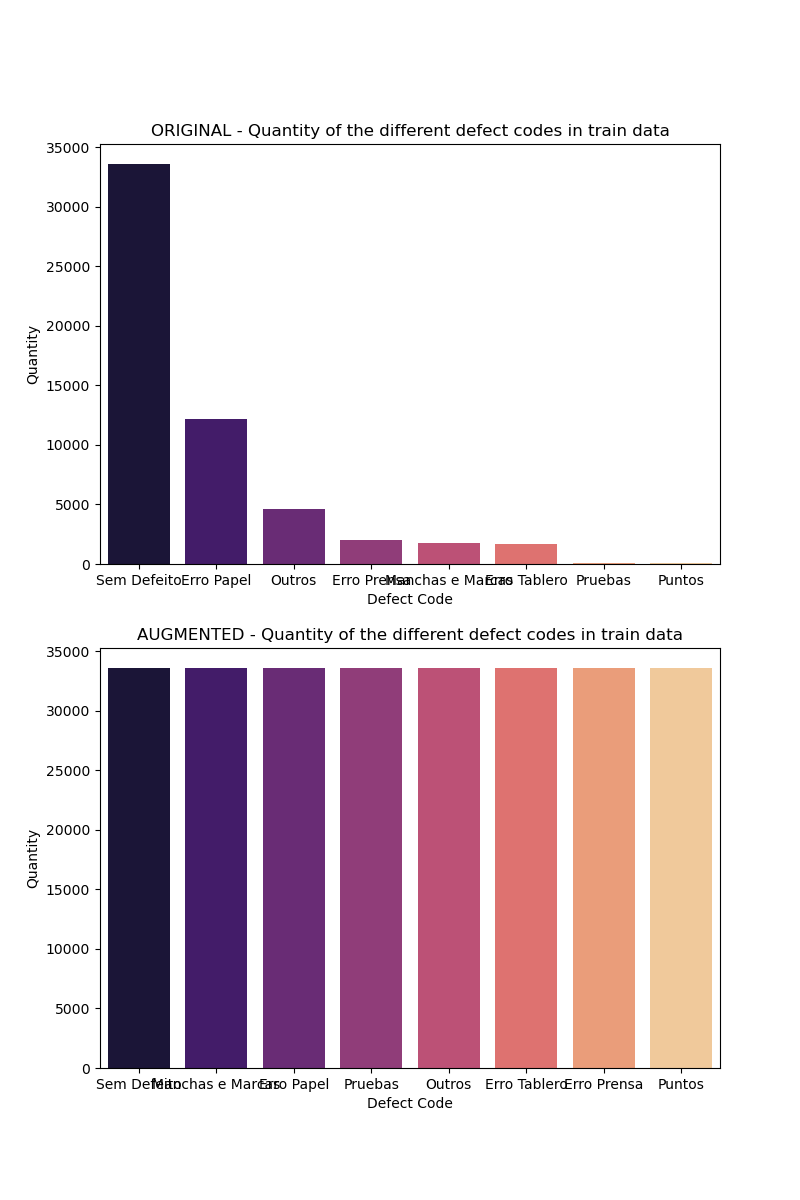 ORIGINAL - Quantity of the different defect codes in train data
35000
30000
25000
20000
15000
10000
5000
0
Quantity
Sem Defeito Erro Papel Outros Erro Prensa Manchas e Marcas Erro Tablero Pruebas Puntos
Defect Code
AUGMENTED - Quantity of the different defect codes in train data
35000
30000
25000
20000
15000
10000
5000
0
Quantity
Sem Defeito Manchas e Marcas Erro Papel Pruebas Outros Erro Tablero Erro Prensa Puntos
Defect Code